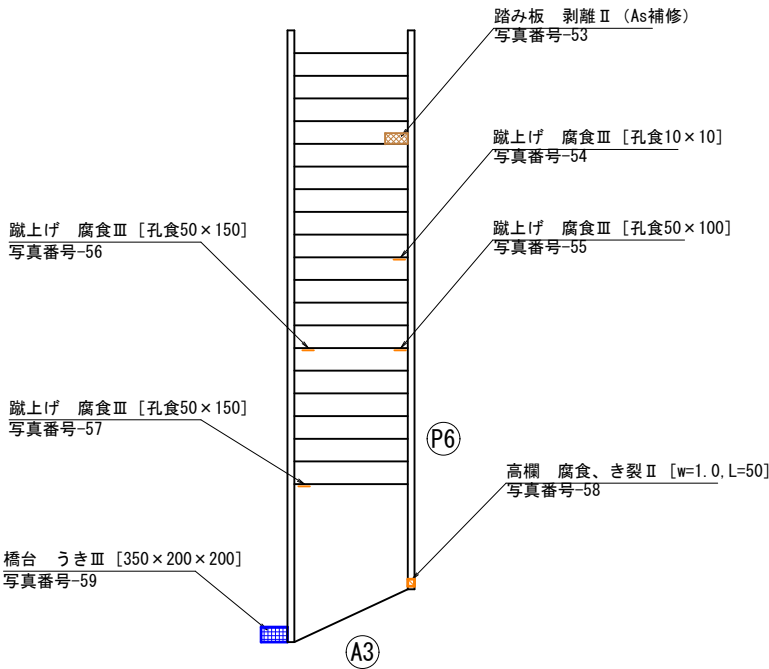 踏み板　剥離Ⅱ（As補修）
写真番号-53
蹴上げ　腐食Ⅲ［孔食10×10］
写真番号-54
蹴上げ　腐食Ⅲ［孔食50×150］
写真番号-56
蹴上げ　腐食Ⅲ［孔食50×100］
写真番号-55
蹴上げ　腐食Ⅲ［孔食50×150］
写真番号-57
P6
高欄　腐食、き裂Ⅱ［w=1.0,L=50］
写真番号-58
橋台　うきⅢ［350×200×200］
写真番号-59
A3